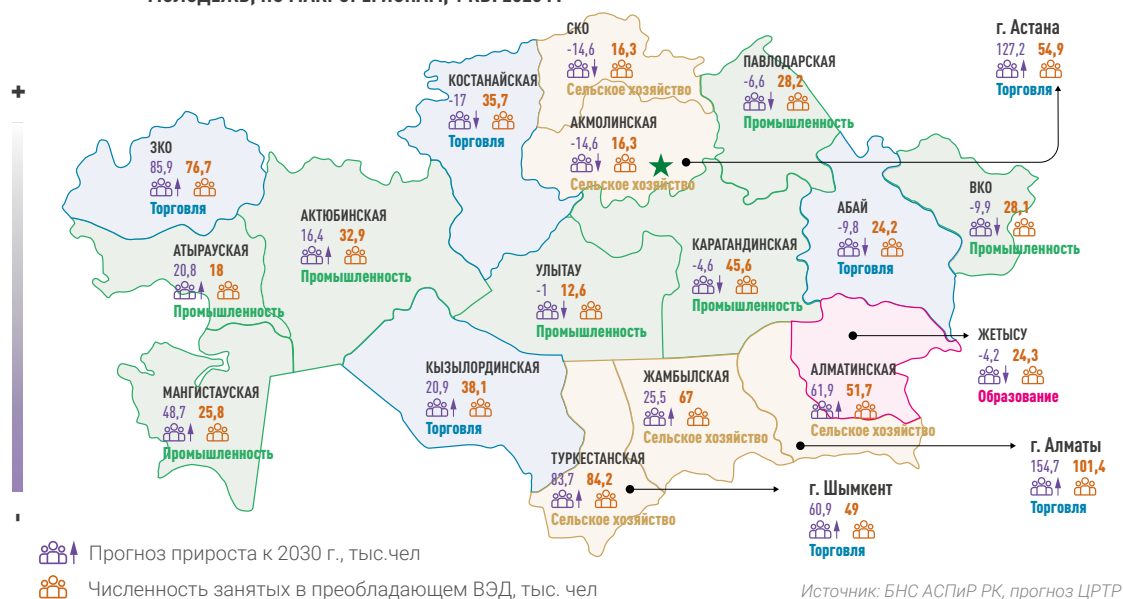 СКО
-14,6 16,3
Сельское хозяйство
г. Астана
127,2 54,9
Торговля
ПАВЛОДАРСКАЯ
-6,6 28,2
Промышленность
КОСТАНАЙСКАЯ
-17 35,7
Торговля
+
АКМОЛИНСКАЯ
-14,6 16,3
Сельское хозяйство
ЗКО
85,9 76,7
Торговля
ВКО
-9,9 28,1
Промышленность
АКТЮБИНСКАЯ
16,4 32,9
Промышленность
АБАЙ
-9,8 24,2
Торговля
АТЫРАУСКАЯ
20,8 18
Промышленность
КАРАГАНДИНСКАЯ
-4,6 45,6
Промышленность
УЛЫТАУ
-1 12,6
Промышленность
ЖЕТЫСУ
-4,2 24,3
Образование
КЫЗЫЛОРДИНСКАЯ
20,9 38,1
Торговля
ЖАМБЫЛСКАЯ
25,5 67
Сельское хозяйство
АЛМАТИНСКАЯ
61,9 51,7
Сельское хозяйство
МАНГИСТАУСКАЯ
48,7 25,8
Промышленность
ТУРКЕСТАНСКАЯ
83,7 84,2
Сельское хозяйство
г. Алматы
154,7 101,4
Торговля
г. Шымкент
60,9 49
Торговля
-
Прогноз прироста к 2030 г., тыс.чел
Численность занятых в преобладающем ВЭД, тыс. чел
Источник: БНС АСПиР РК, прогноз ЦРТР